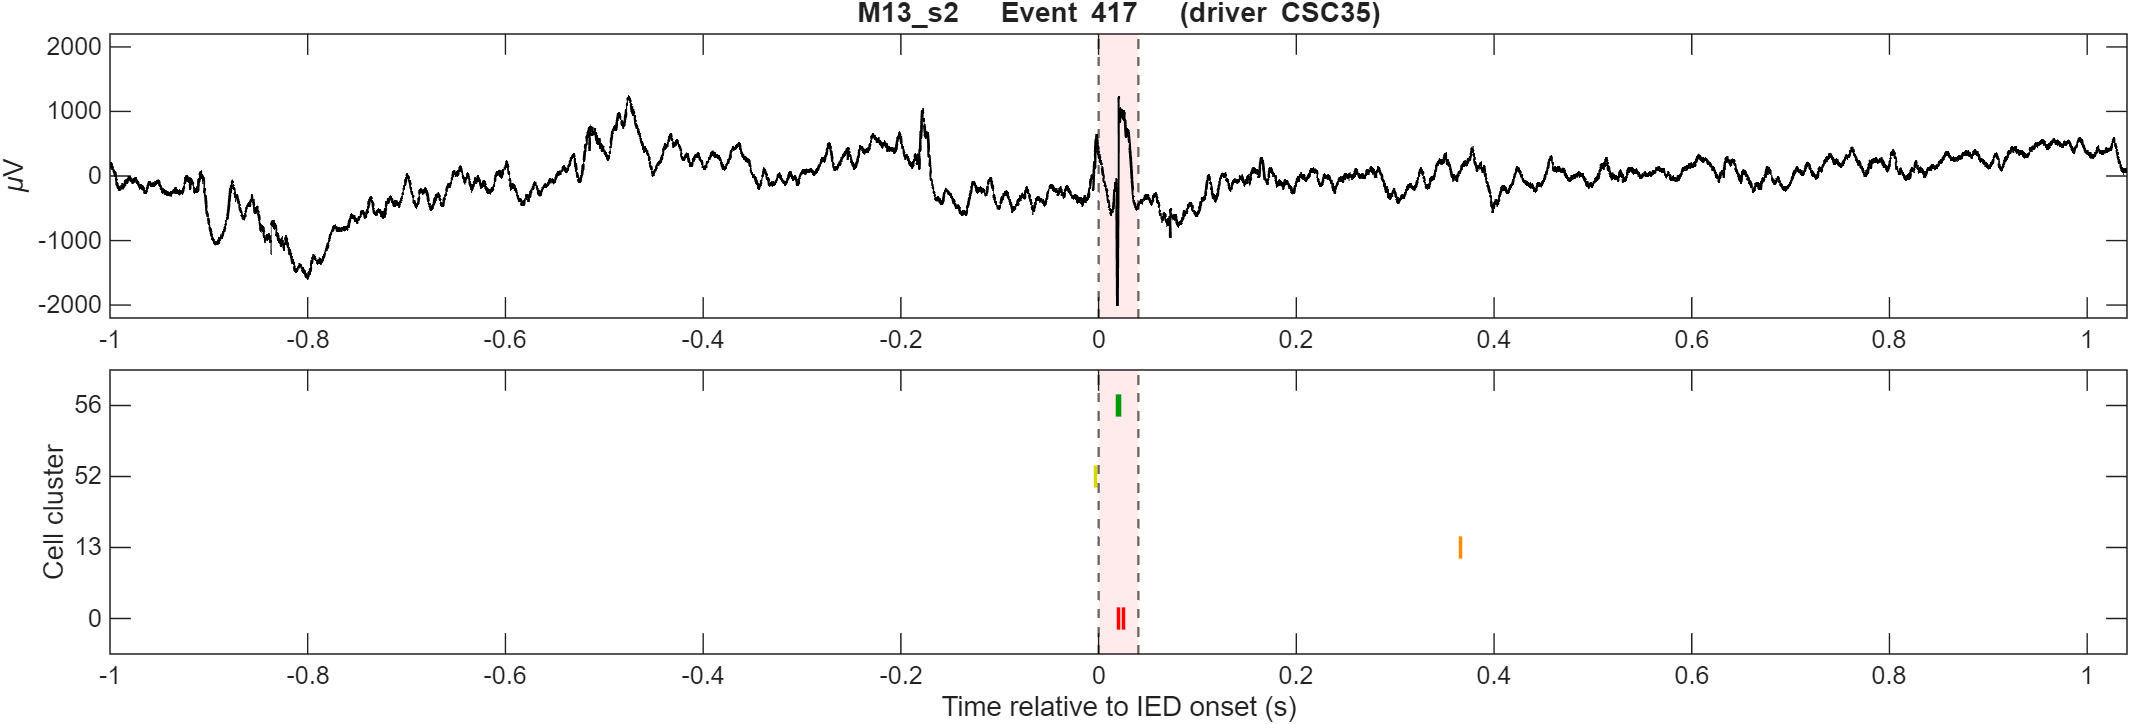 M13_s2 Event 417 (driver CSC35)
2000
1000
0
-1000
-2000
µV
-1 -0.8 -0.6 -0.4 -0.2 0 0.2 0.4 0.6 0.8 1
56
52
13
0
Cell cluster
-1 -0.8 -0.6 -0.4 -0.2 0 0.2 0.4 0.6 0.8 1
Time relative to IED onset (s)